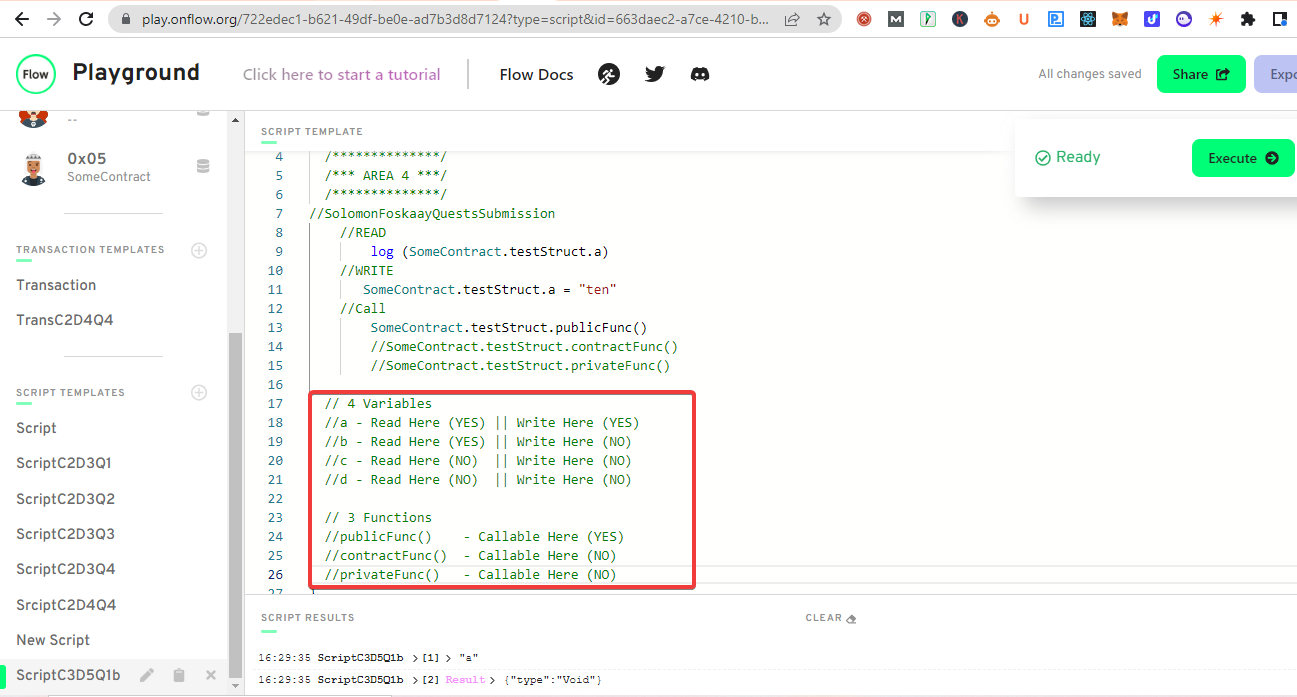 play.onflow.org/722edec1-b621-49df-be0e-ad7b3d8d7124?type=script&id=663daec2-a7ce-4210-b...
Flow
Playground
Click here to start a tutorial
Flow Docs
All changes saved
Share
Expo
--
0x05
SomeContract
TRANSACTION TEMPLATES
Transaction
TransC2D4Q4
SCRIPT TEMPLATES
Script
ScriptC2D3Q1
ScriptC2D3Q2
ScriptC2D3Q3
ScriptC2D3Q4
SrciptC2D4Q4
New Script
ScriptC3D5Q1b
SCRIPT TEMPLATE
Ready
Execute
4 /**************/
5 /*** AREA 4 ***/
6 /**************/
7 //SolomonFoskaayQuestsSubmission
8 //READ
9 log (SomeContract.testStruct.a)
10 //WRITE
11 SomeContract.testStruct.a = "ten"
12 //Call
13 SomeContract.testStruct.publicFunc()
14 //SomeContract.testStruct.contractFunc()
15 //SomeContract.testStruct.privateFunc()
16
17 // 4 Variables
18 //a - Read Here (YES) || Write Here (YES)
19 //b - Read Here (YES) || Write Here (NO)
20 //c - Read Here (NO) || Write Here (NO)
21 //d - Read Here (NO) || Write Here (NO)
22
23 // 3 Functions
24 //publicFunc() - Callable Here (YES)
25 //contractFunc() - Callable Here (NO)
26 //privateFunc() - Callable Here (NO)
27
SCRIPT RESULTS
CLEAR
16:29:35 ScriptC3D5Q1b > [1] > "a"
16:29:35 ScriptC3D5Q1b > [2] Result > {"type":"Void"}